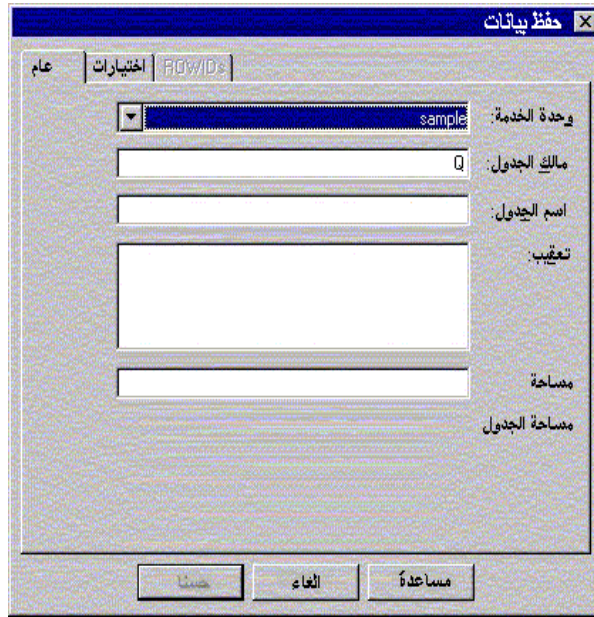 حفظ بيانات
عام اختيارات ROWIDs
وحدة الخدمة: sample
مالك الجدول: Q
اسم الجدول:
تعقيب:
مساحة
مساحة الجدول
حسنا الغاء مساعدة